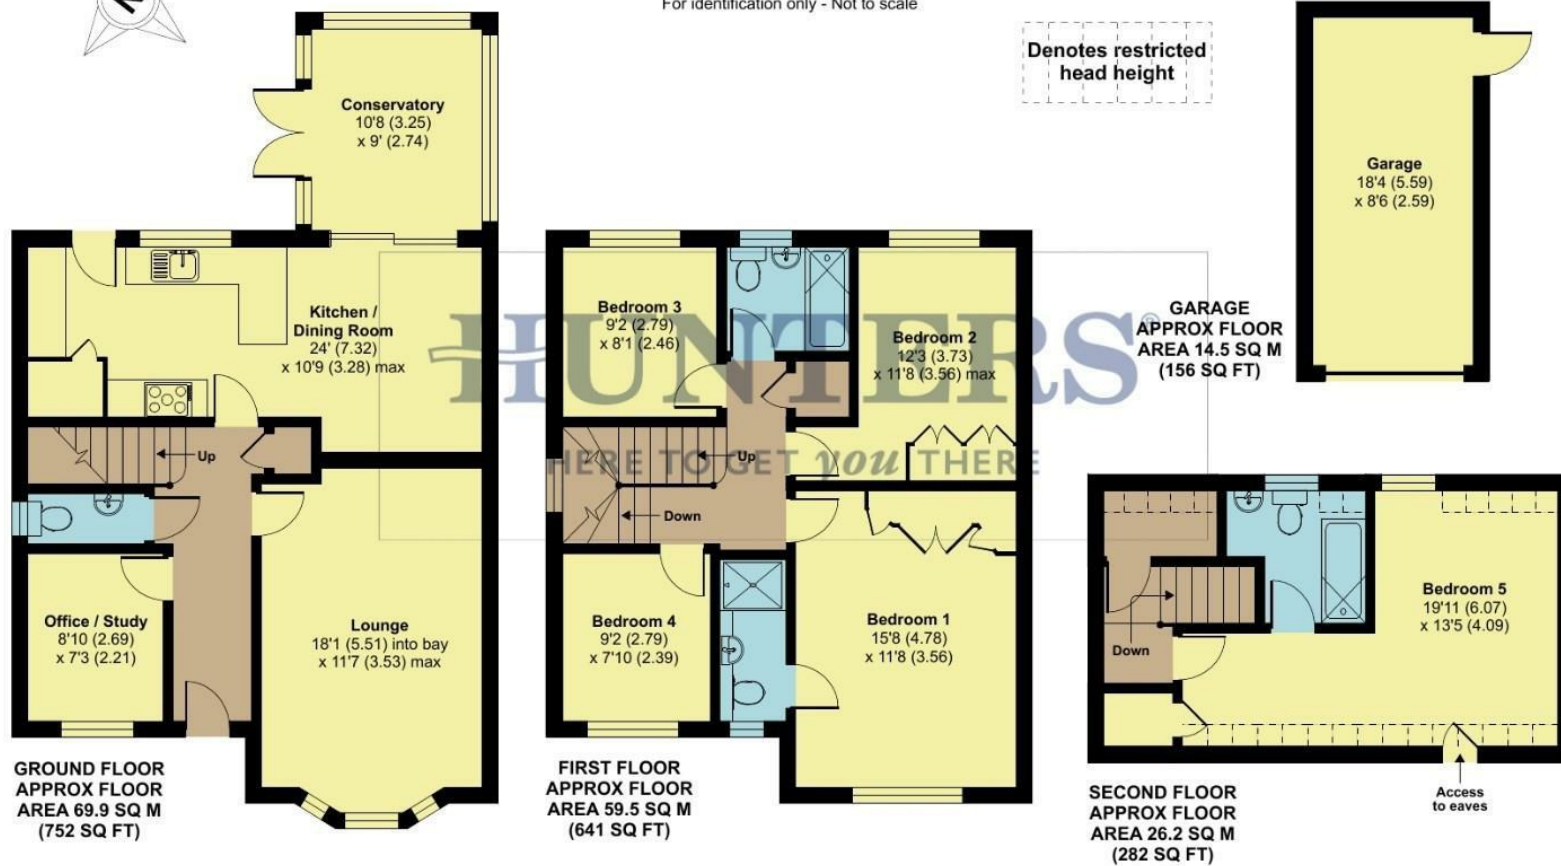 For identification only - Not to scale
Denotes restricted
head height
Conservatory
10'8 (3.25)
x 9' (2.74)
Garage
18'4 (5.59)
x 8'6 (2.59)
Kitchen /
Dining Room
24' (7.32)
x 10'9 (3.28) max
Bedroom 3
9'2 (2.79)
x 8'1 (2.46)
Bedroom 2
12'3 (3.73)
x 11'8 (3.56) max
GARAGE
APPROX FLOOR
AREA 14.5 SQ M
(156 SQ FT)
HUNTERS®
HERE TO GET you THERE
Up
Up
Down
Office / Study
8'10 (2.69)
x 7'3 (2.21)
Lounge
18'1 (5.51) into bay
x 11'7 (3.53) max
Bedroom 4
9'2 (2.79)
x 7'10 (2.39)
Bedroom 1
15'8 (4.78)
x 11'8 (3.56)
Bedroom 5
19'11 (6.07)
x 13'5 (4.09)
Down
GROUND FLOOR
APPROX FLOOR
AREA 69.9 SQ M
(752 SQ FT)
FIRST FLOOR
APPROX FLOOR
AREA 59.5 SQ M
(641 SQ FT)
SECOND FLOOR
APPROX FLOOR
AREA 26.2 SQ M
(282 SQ FT)
Access
to eaves